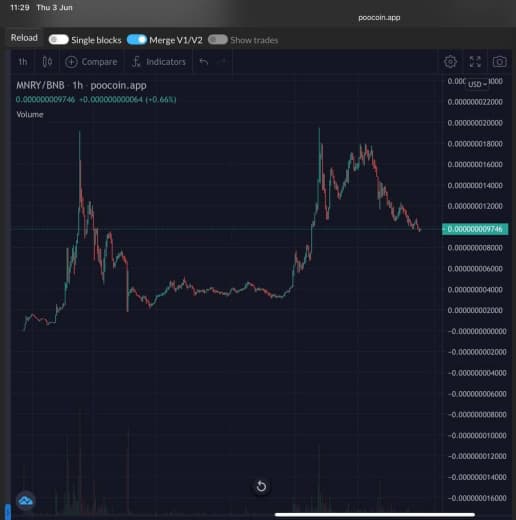 11:29 Thu 3 Jun
poocoin.app
Reload Single blocks Merge V1/V2 Show trades
1h Compare Indicators
MNRY/BNB · 1h · poocoin.app
USD
0.000000009746 +0.000000000064 (+0.66%)
Volume
0.000000022000
0.000000020000
0.000000018000
0.000000016000
0.000000014000
0.000000012000
0.000000009746
0.000000008000
0.000000006000
0.000000004000
0.000000002000
-0.000000000000
-0.000000002000
-0.000000004000
-0.000000006000
-0.000000008000
-0.000000010000
-0.000000012000
-0.000000014000
-0.000000016000